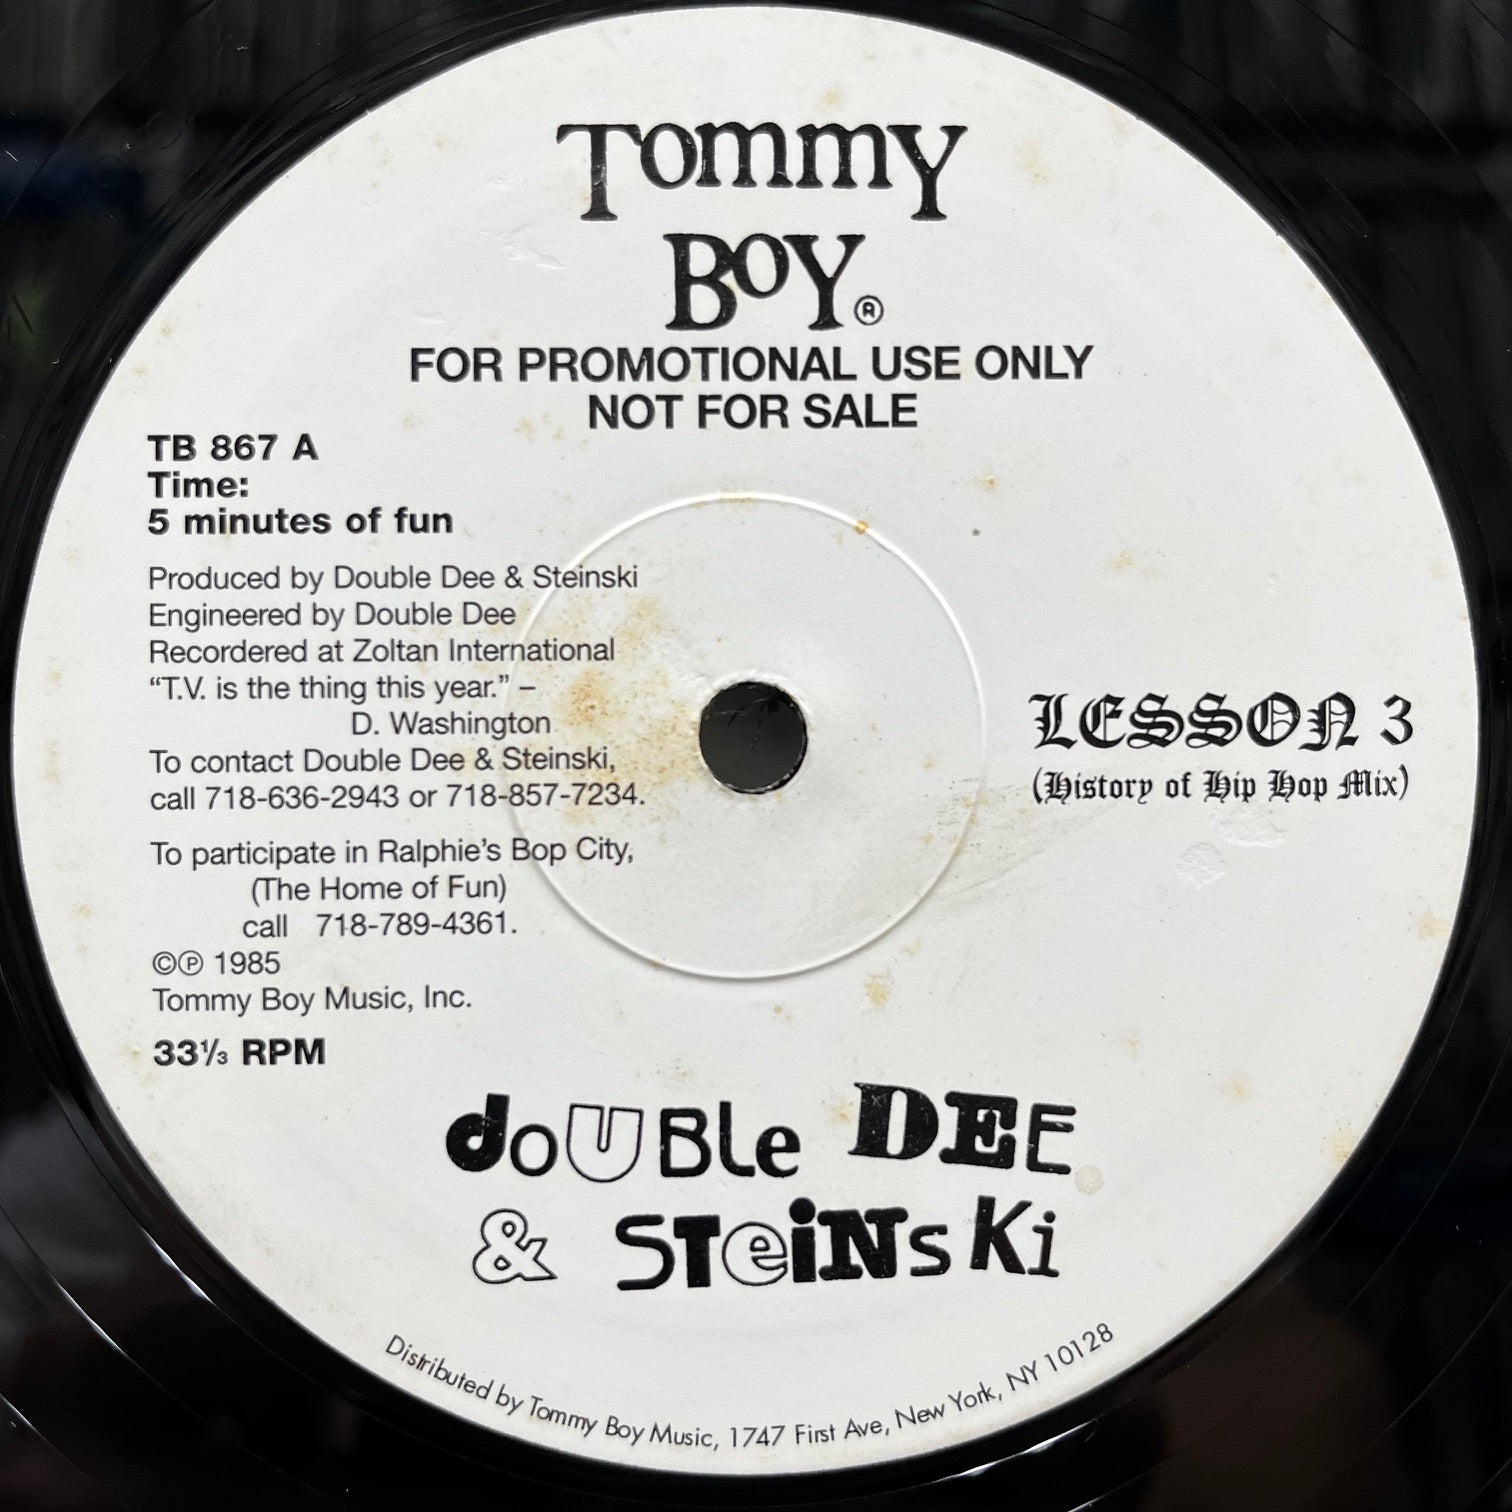 Tommy
Boy®
FOR PROMOTIONAL USE ONLY
NOT FOR SALE
TB 867 A
Time:
5 minutes of fun
Produced by Double Dee & Steinski
Engineered by Double Dee
Recordered at Zoltan International
“T.V. is the thing this year.” –
D. Washington
To contact Double Dee & Steinski,
call 718-636-2943 or 718-857-7234.
To participate in Ralphie’s Bop City,
(The Home of Fun)
call 718-789-4361.
©℗ 1985
Tommy Boy Music, Inc.
33⅓ RPM
LESSON 3
(History of Hip Hop Mix)
doUBLe DEE
& STeiNsKi
Distributed by Tommy Boy Music, 1747 First Ave, New York, NY 10128